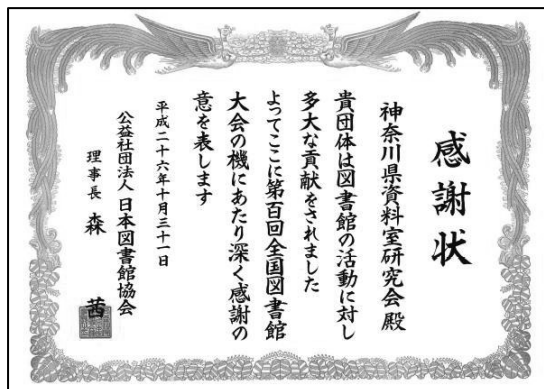 感謝状
神奈川県資料室研究会 殿
貴団体は図書館の活動に対し
多大な貢献をされました
よってここに第百回全国図書館
大会の機にあたり深く感謝の
意を表します
平成二十六年十月三十一日
公益社団法人 日本図書館協会
理事長 森 茜